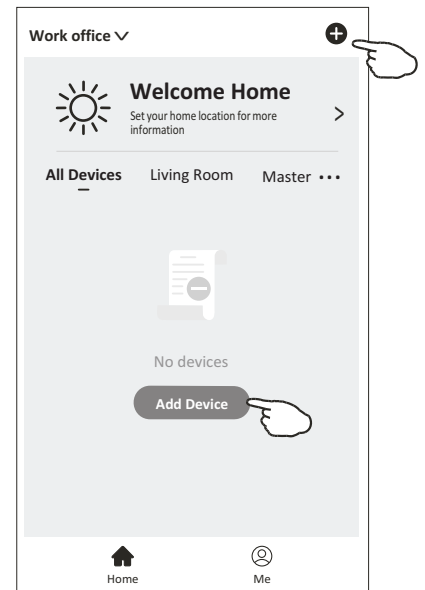 Work office
Welcome Home
Set your home location for more
information
All Devices Living Room Master •••
No devices
Add Device
Home Me